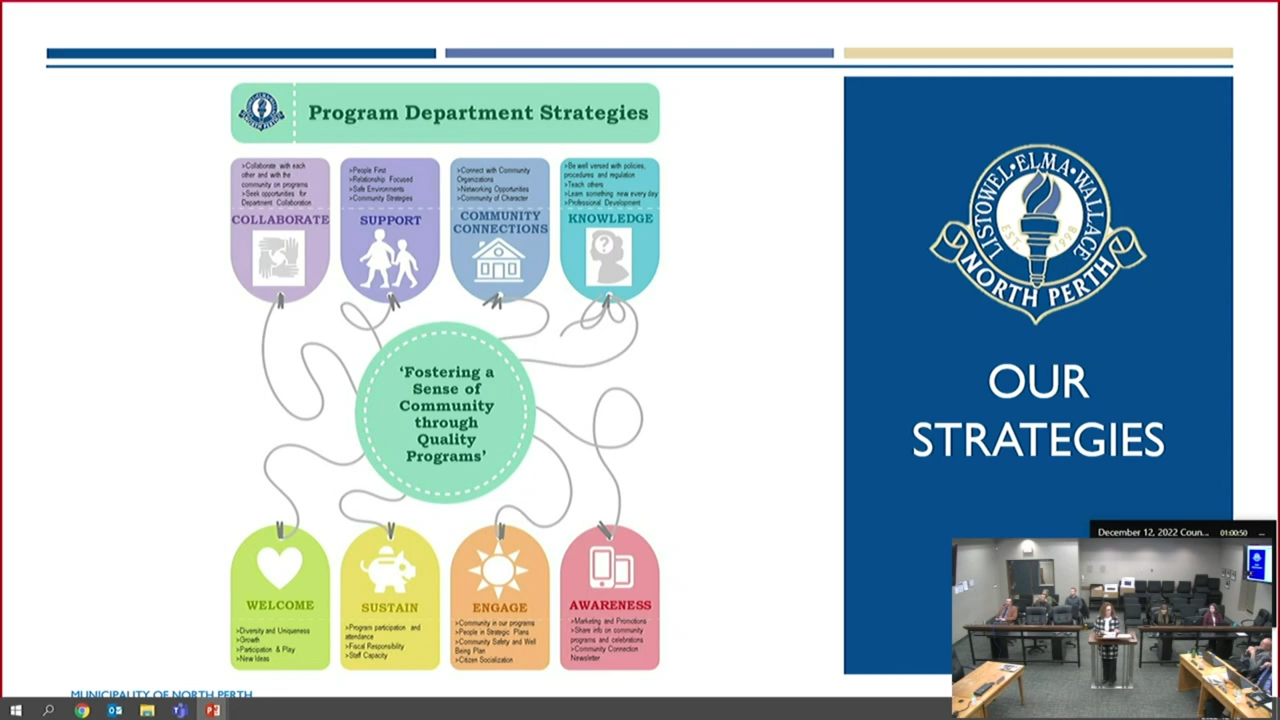 Program Department Strategies
>Collaborate with each
other and with the
community on programs
>Seek opportunities for
Department Collaboration
COLLABORATE
>People First
>Relationship Focused
>Safe Environments
>Community Strategies
SUPPORT
>Connect with Community
Organizations
>Networking Opportunities
>Community of Character
COMMUNITY
CONNECTIONS
>Be well versed with policies,
procedures and regulation
>Teach others
>Learn something new every day
>Professional Development
KNOWLEDGE
?
'Fostering a
Sense of
Community
through
Quality
Programs'
WELCOME
>Diversity and Uniqueness
>Growth
>Participation & Play
>New Ideas
SUSTAIN
>Program participation and
attendance
>Fiscal Responsibility
>Staff Capacity
ENGAGE
>Community in our programs
>People in Strategic Plans
>Community Safety and Well
Being Plan
>Citizen Socialization
AWARENESS
>Marketing and Promotions
>Share info on community
programs and celebrations
>Community Connection
Newsletter
LISTOWEL·ELMA·WALLACE
EST. 1998
NORTH PERTH
OUR
STRATEGIES
December 12, 2022 Coun... 01:00:50
MUNICIPALITY OF NORTH PERTH